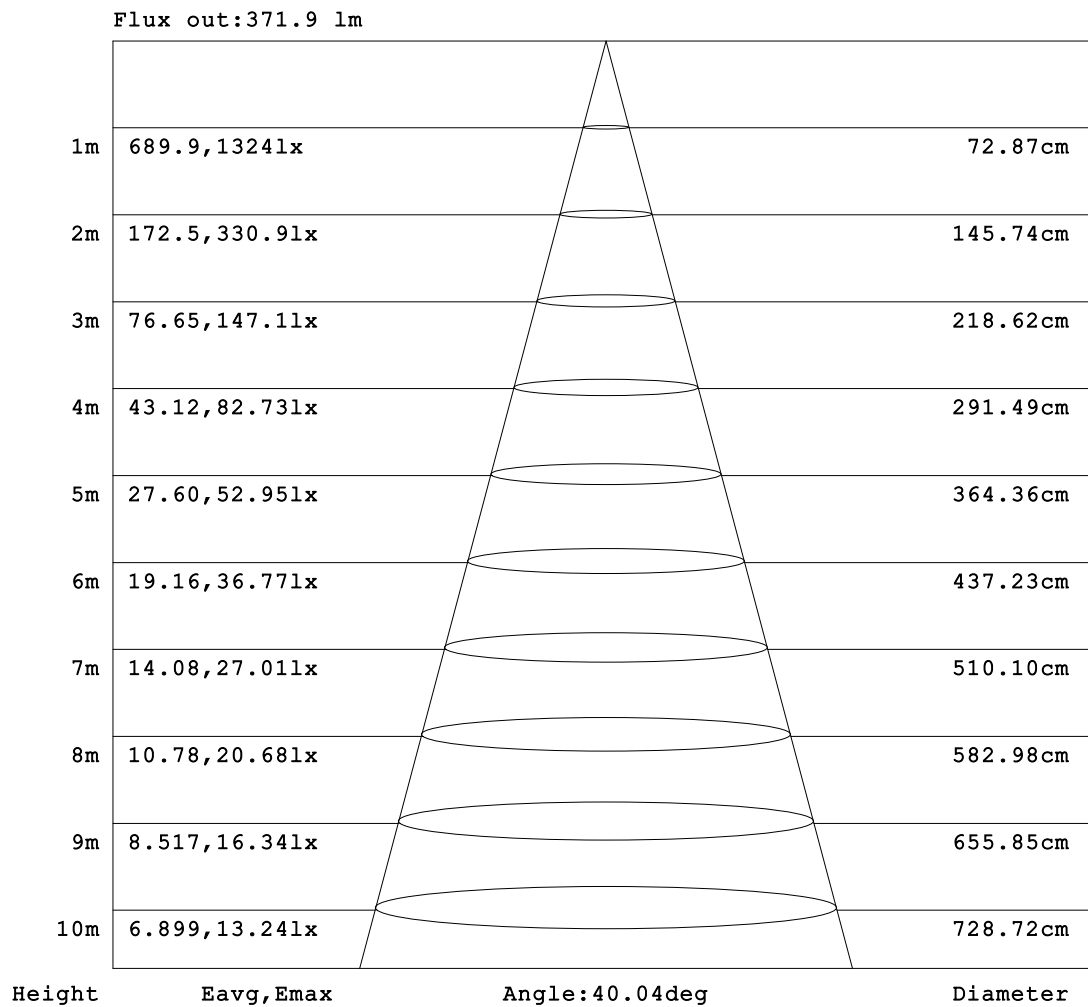 Flux out:371.9 lm
1m 689.9,1324lx 72.87cm
2m 172.5,330.9lx 145.74cm
3m 76.65,147.1lx 218.62cm
4m 43.12,82.73lx 291.49cm
5m 27.60,52.95lx 364.36cm
6m 19.16,36.77lx 437.23cm
7m 14.08,27.01lx 510.10cm
8m 10.78,20.68lx 582.98cm
9m 8.517,16.34lx 655.85cm
10m 6.899,13.24lx 728.72cm
Height Eavg,Emax Angle:40.04deg Diameter